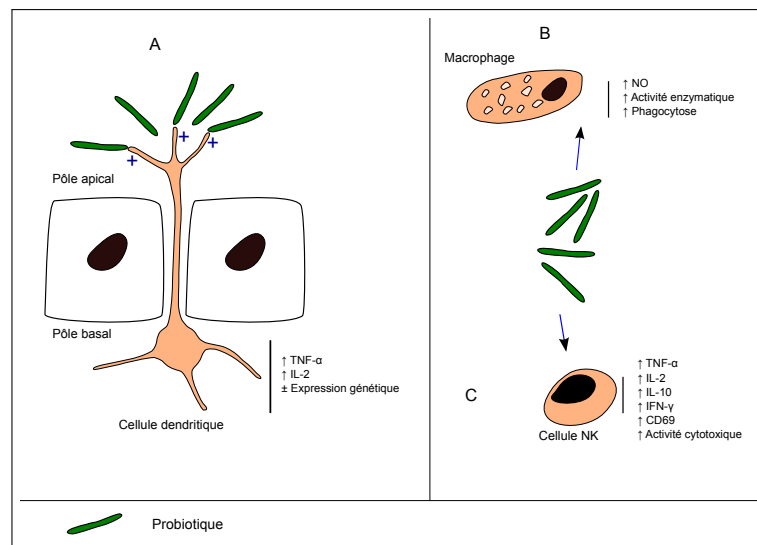 A
Pôle apical
+
+
+
Pôle basal
↑ TNF-α
↑ IL-2
± Expression génétique
Cellule dendritique
B
Macrophage
↑ NO
↑ Activité enzymatique
↑ Phagocytose
C
↑ TNF-α
↑ IL-2
↑ IL-10
↑ IFN-γ
↑ CD69
↑ Activité cytotoxique
Cellule NK
Probiotique